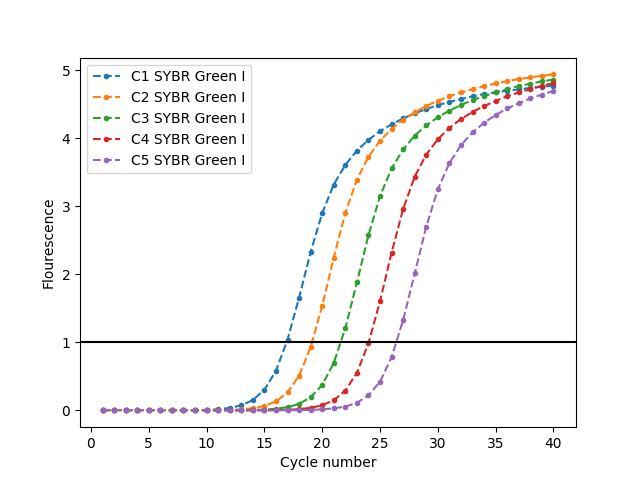 C1 SYBR Green I
C2 SYBR Green I
C3 SYBR Green I
C4 SYBR Green I
C5 SYBR Green I
5
4
3
2
1
0
Flourescence
0 5 10 15 20 25 30 35 40
Cycle number